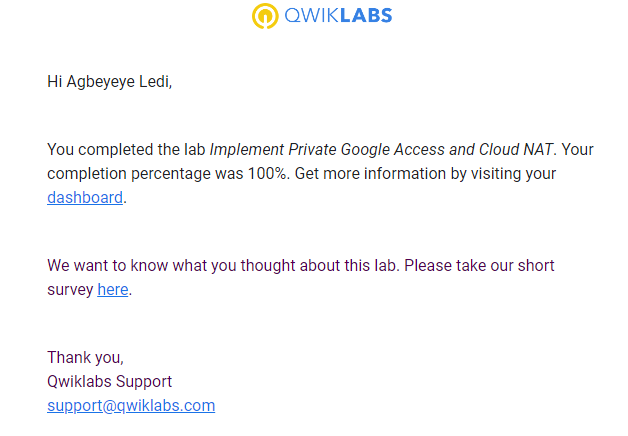 QWIKLABS
Hi Agbeyeye Ledi,
You completed the lab Implement Private Google Access and Cloud NAT. Your
completion percentage was 100%. Get more information by visiting your
dashboard.
We want to know what you thought about this lab. Please take our short
survey here.
Thank you,
Qwiklabs Support
support@qwiklabs.com